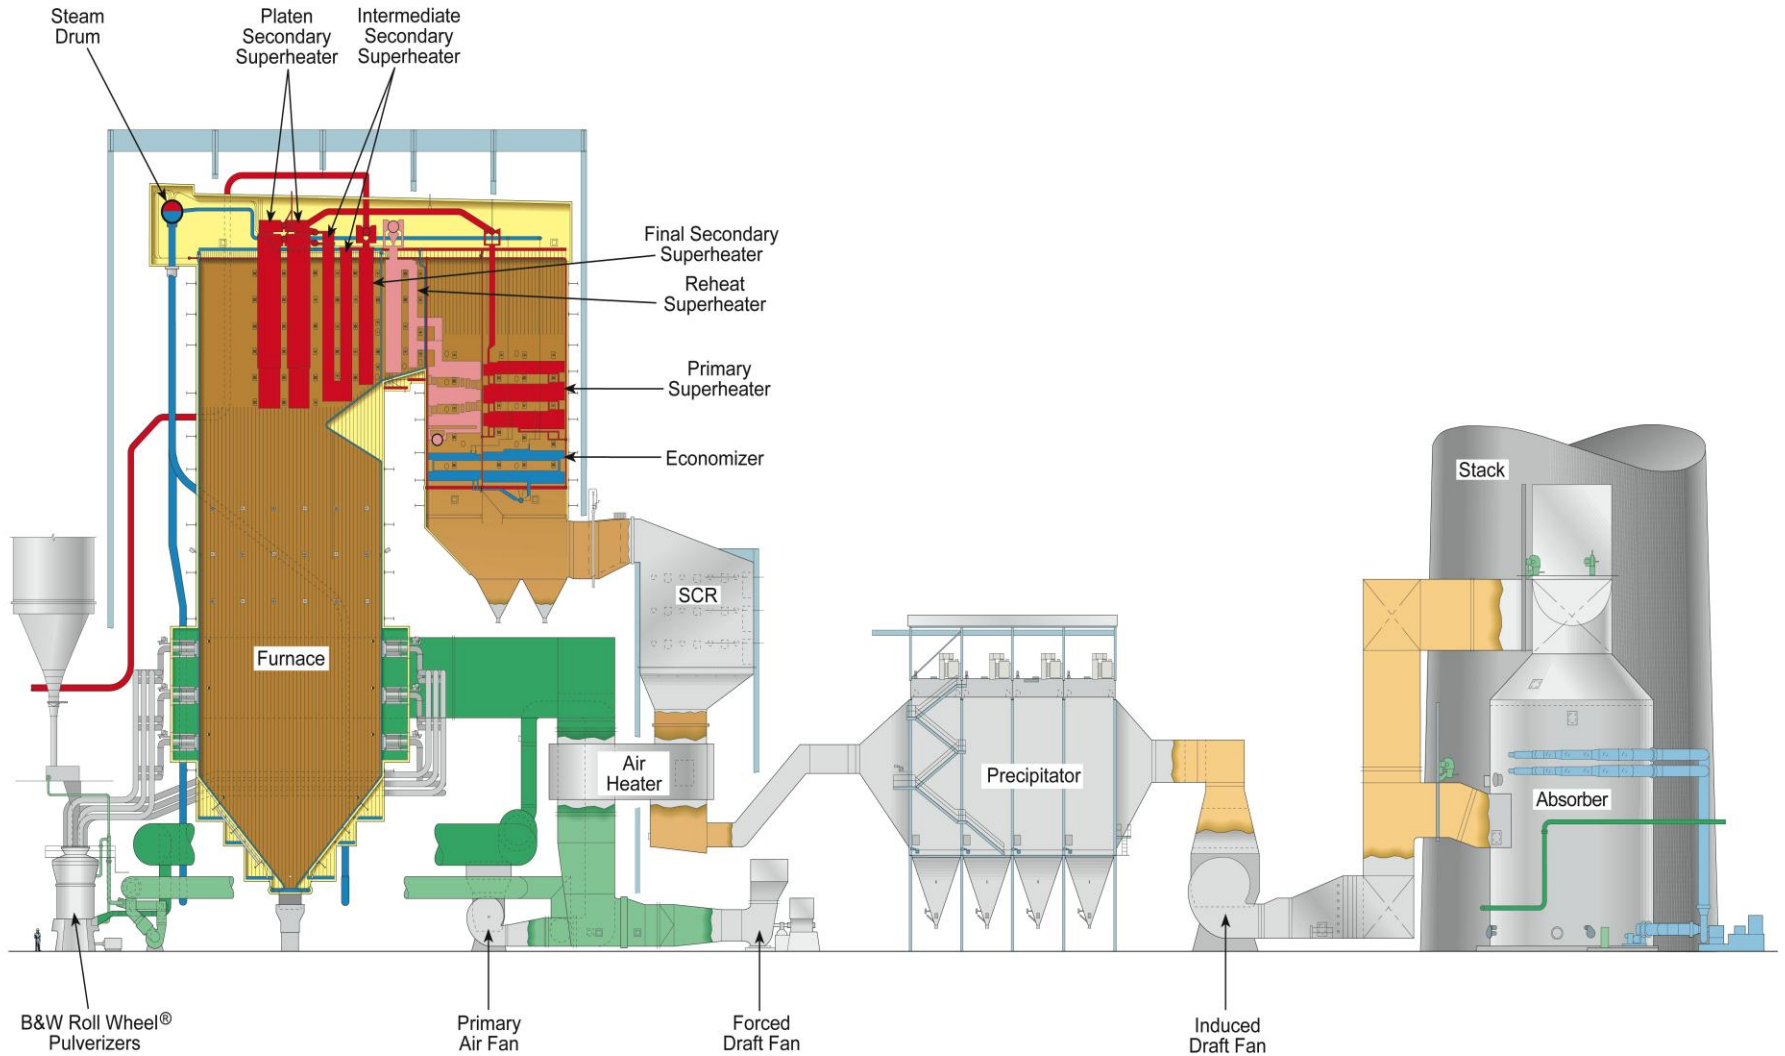 Steam
Drum
Platen
Secondary
Superheater
Intermediate
Secondary
Superheater
Final Secondary
Superheater
Reheat
Superheater
Primary
Superheater
Economizer
Stack
SCR
Furnace
Air
Heater
Precipitator
Absorber
B&W Roll Wheel®
Pulverizers
Primary
Air Fan
Forced
Draft Fan
Induced
Draft Fan